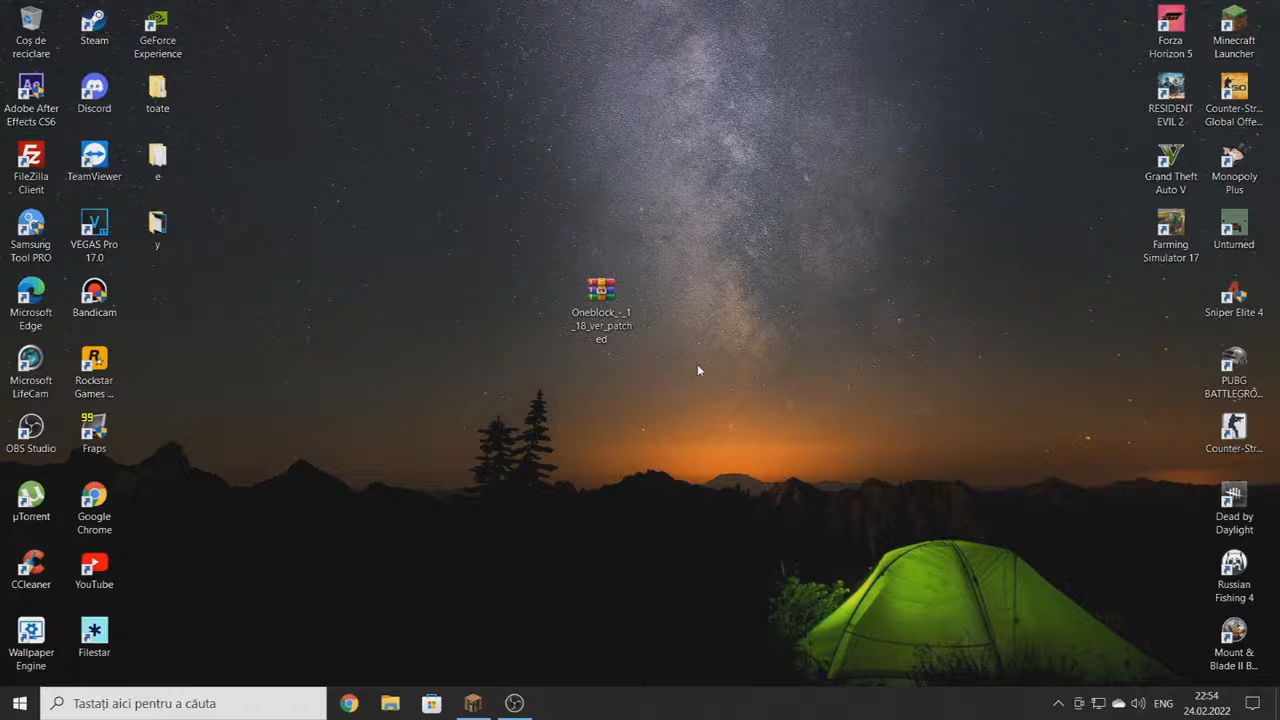 Coș de
reciclare
Steam
GeForce
Experience
Adobe After
Effects CS6
Discord
toate
FileZilla
Client
TeamViewer
e
Samsung
Tool PRO
VEGAS Pro
17.0
y
Microsoft
Edge
Bandicam
Microsoft
LifeCam
Rockstar
Games ...
OBS Studio
99
Fraps
µTorrent
Google
Chrome
CCleaner
YouTube
Wallpaper
Engine
Filestar
Oneblock_-_1
_18_ver_patch
ed
Forza
Horizon 5
Minecraft
Launcher
RESIDENT
EVIL 2
Counter-Str...
Global Offe...
Grand Theft
Auto V
Monopoly
Plus
Farming
Simulator 17
Unturned
Sniper Elite 4
PUBG
BATTLEGRO...
Counter-Str...
Dead by
Daylight
Russian
Fishing 4
Mount &
Blade II B...
Tastați aici pentru a căuta
ENG
22:54
24.02.2022